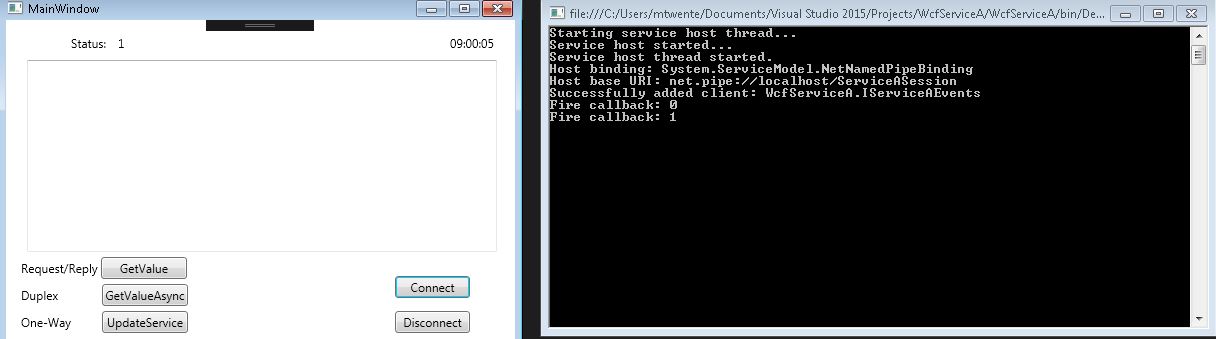 MainWindow
Status: 1 09:00:05
Request/Reply GetValue
Duplex GetValueAsync
One-Way UpdateService
Connect
Disconnect
file:///C:/Users/mtwente/Documents/Visual Studio 2015/Projects/WcfServiceA/WcfServiceA/bin/De...
Starting service host thread...
Service host started...
Service host thread started.
Host binding: System.ServiceModel.NetNamedPipeBinding
Host base URI: net.pipe://localhost/ServiceASession
Successfully added client: WcfServiceA.IServiceAEvents
Fire callback: 0
Fire callback: 1